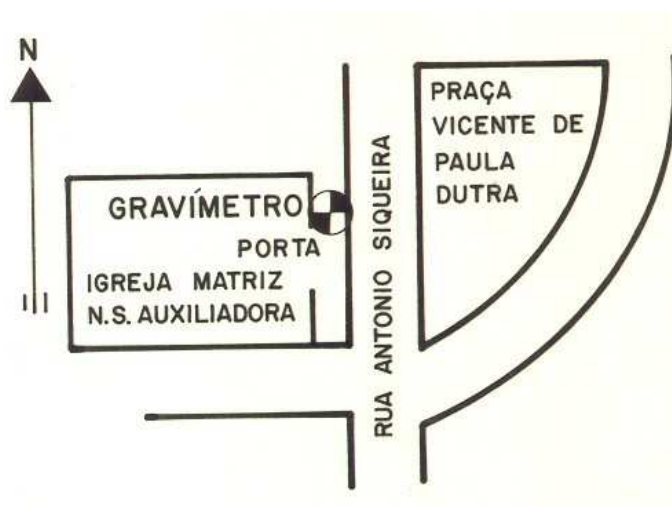 N
PRAÇA
VICENTE DE
PAULA
DUTRA
GRAVÍMETRO
PORTA
IGREJA MATRIZ
N.S. AUXILIADORA
RUA ANTONIO SIQUEIRA